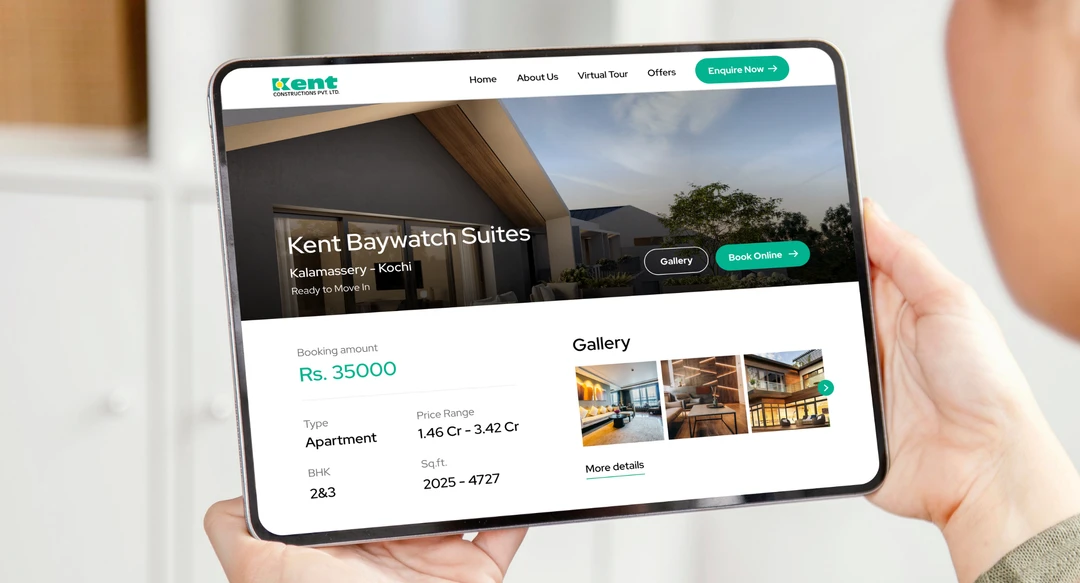 Kent
CONSTRUCTIONS PVT. LTD.
Home
About Us
Virtual Tour
Offers
Enquire Now
Kent Baywatch Suites
Kalamassery - Kochi
Ready to Move In
Gallery
Book Online
Booking amount
Rs. 35000
Type
Apartment
Price Range
1.46 Cr - 3.42 Cr
BHK
2&3
Sq.ft.
2025 - 4727
Gallery
More details